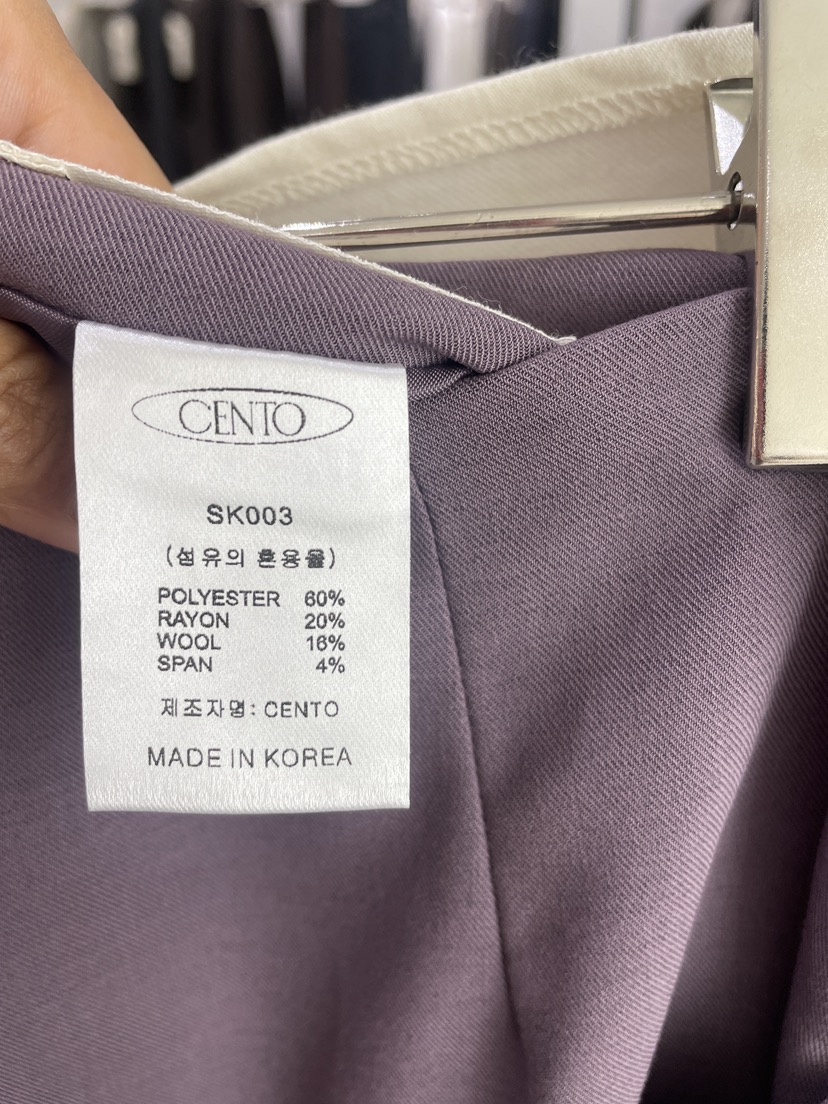 CENTO
SK003
(섬유의 혼용율)
POLYESTER 60%
RAYON 20%
WOOL 16%
SPAN 4%
제조자명: CENTO
MADE IN KOREA